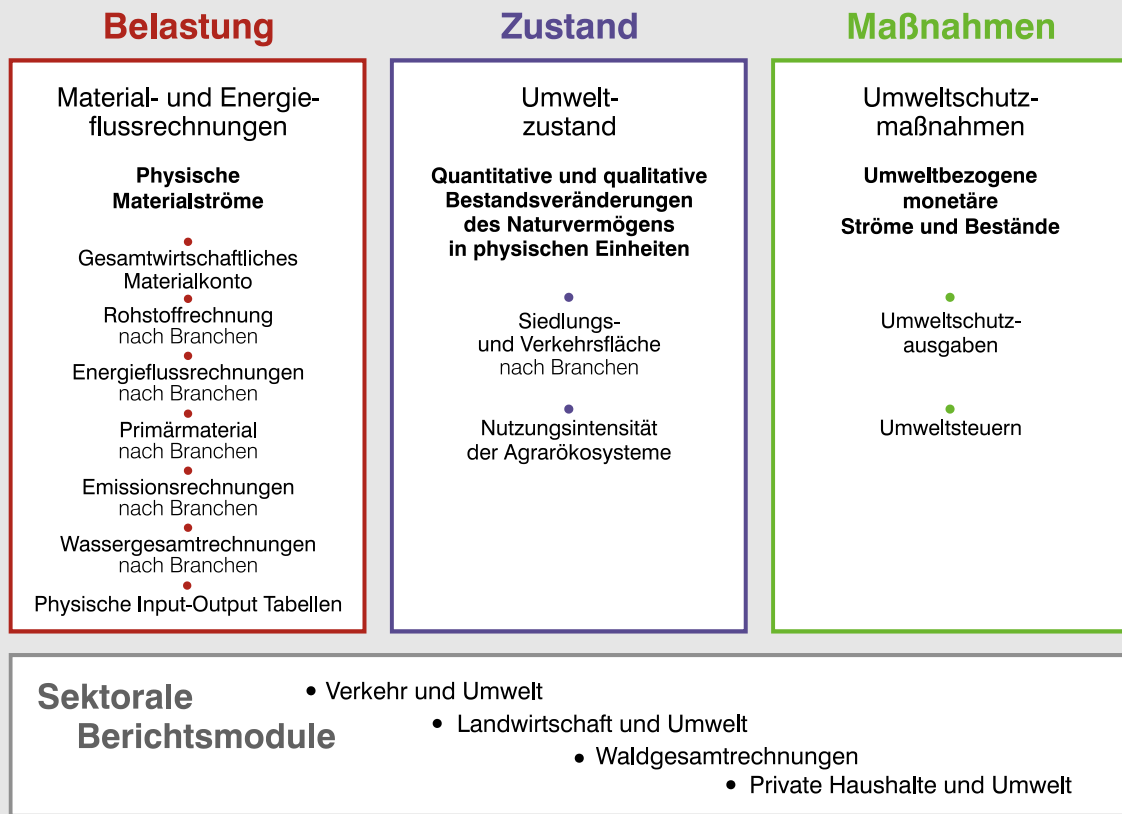 Belastung
Material- und Energie-
flussrechnungen
Physische
Materialströme
Gesamtwirtschaftliches
Materialkonto
Rohstoffrechnung
nach Branchen
Energieflussrechnungen
nach Branchen
Primärmaterial
nach Branchen
Emissionsrechnungen
nach Branchen
Wassergesamtrechnungen
nach Branchen
Physische Input-Output Tabellen
Zustand
Umwelt-
zustand
Quantitative und qualitative
Bestandsveränderungen
des Naturvermögens
in physischen Einheiten
Siedlungs-
und Verkehrsfläche
nach Branchen
Nutzungsintensität
der Agrarökosysteme
Maßnahmen
Umweltschutz-
maßnahmen
Umweltbezogene
monetäre
Ströme und Bestände
Umweltschutz-
ausgaben
Umweltsteuern
Sektorale
Berichtsmodule
• Verkehr und Umwelt
• Landwirtschaft und Umwelt
• Waldgesamtrechnungen
• Private Haushalte und Umwelt